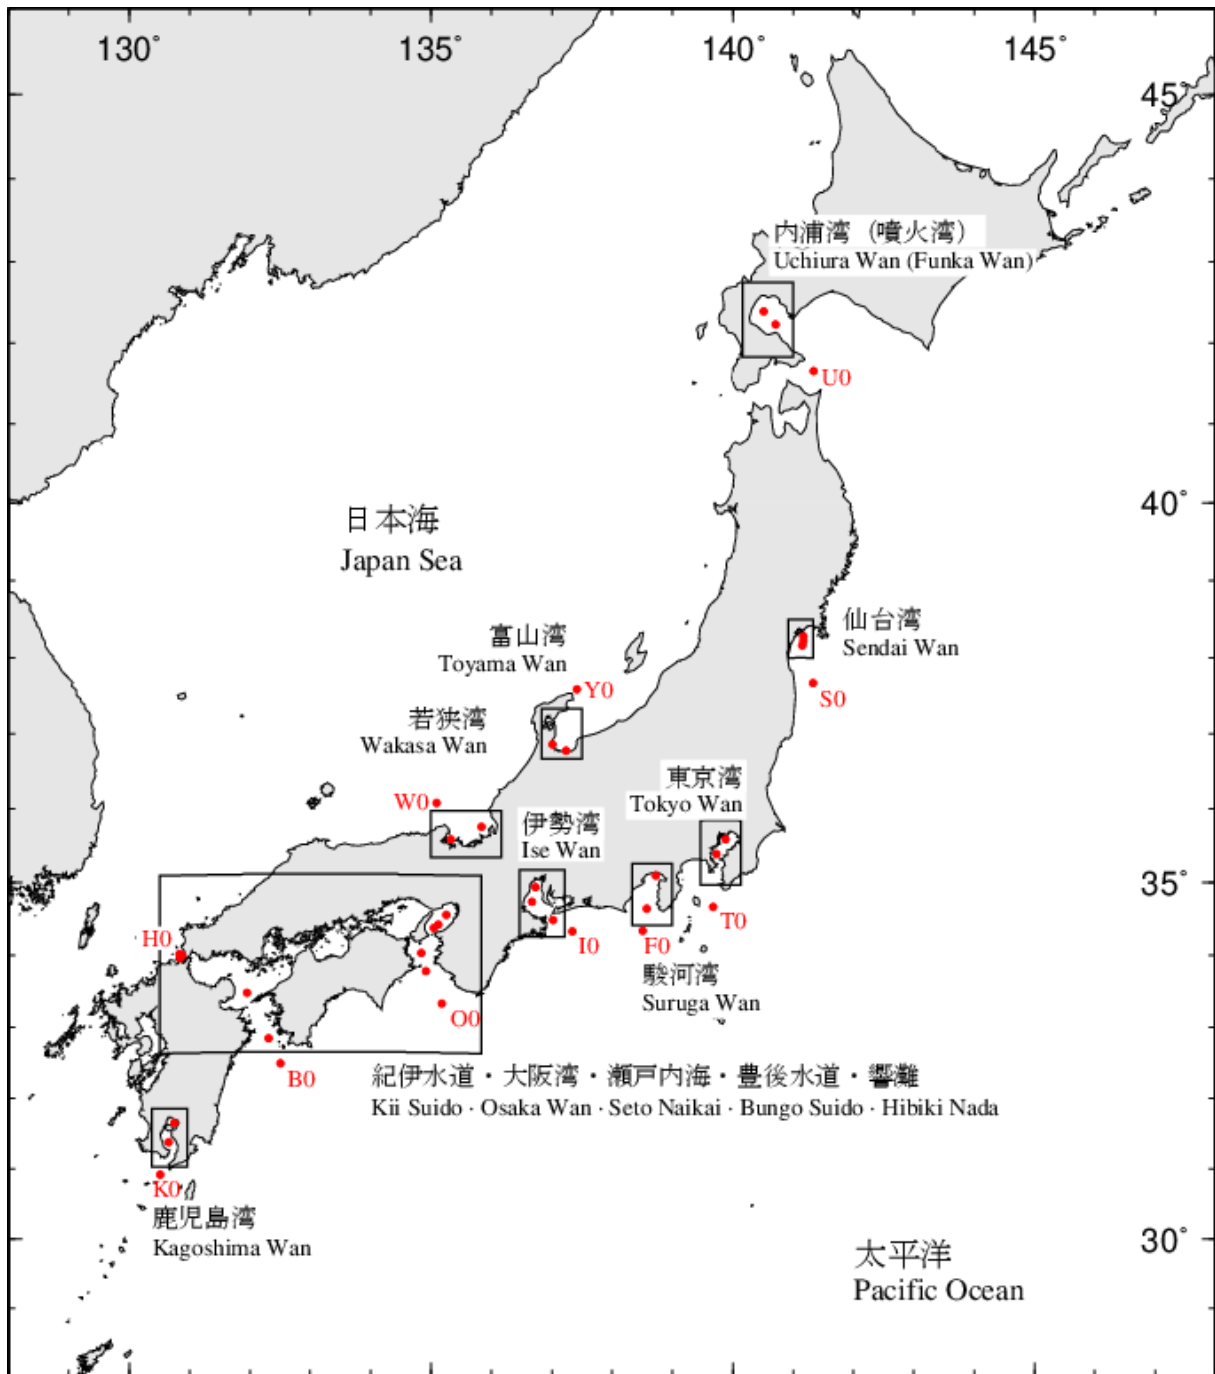 130°
135°
140°
145°
45°
内浦湾（噴火湾）
Uchiura Wan (Funka Wan)
U0
40°
日本海
Japan Sea
仙台湾
Sendai Wan
S0
富山湾
Toyama Wan
Y0
若狭湾
Wakasa Wan
W0
東京湾
Tokyo Wan
伊勢湾
Ise Wan
35°
T0
H0
I0
F0
駿河湾
Suruga Wan
O0
B0
紀伊水道・大阪湾・瀬戸内海・豊後水道・響灘
Kii Suido · Osaka Wan · Seto Naikai · Bungo Suido · Hibiki Nada
K0
鹿児島湾
Kagoshima Wan
30°
太平洋
Pacific Ocean